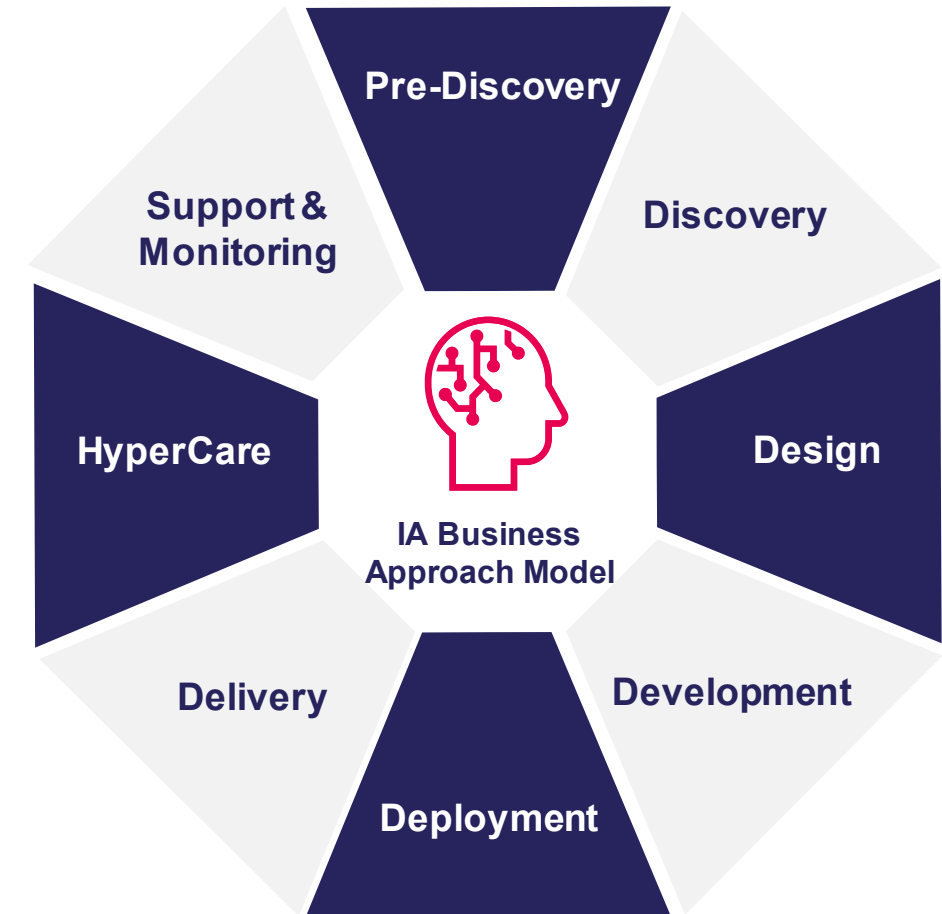 Pre-Discovery
Discovery
Design
Development
Deployment
Delivery
HyperCare
Support &
Monitoring
IA Business
Approach Model